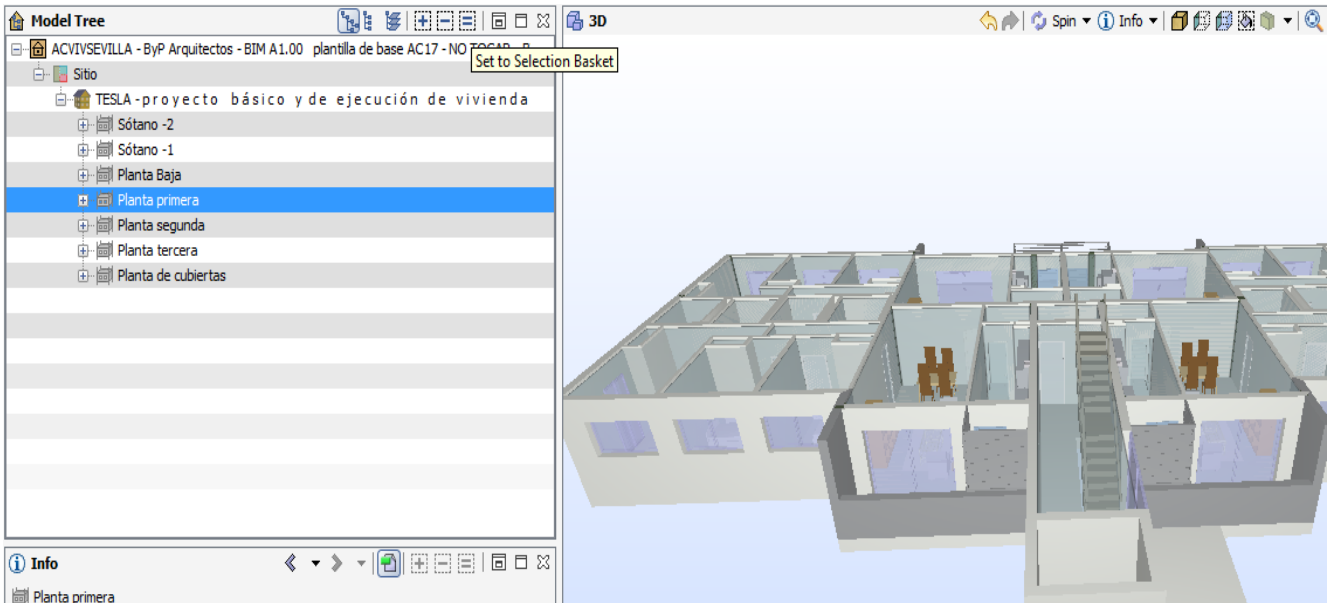 Model Tree
ACVIVSEVILLA - ByP Arquitectos - BIM A1.00 plantilla de base AC17 - NO
Set to Selection Basket
Sitio
TESLA - proyecto básico y de ejecución de vivienda
Sótano -2
Sótano -1
Planta Baja
Planta primera
Planta segunda
Planta tercera
Planta de cubiertas
Info
Planta primera
3D
Spin
Info